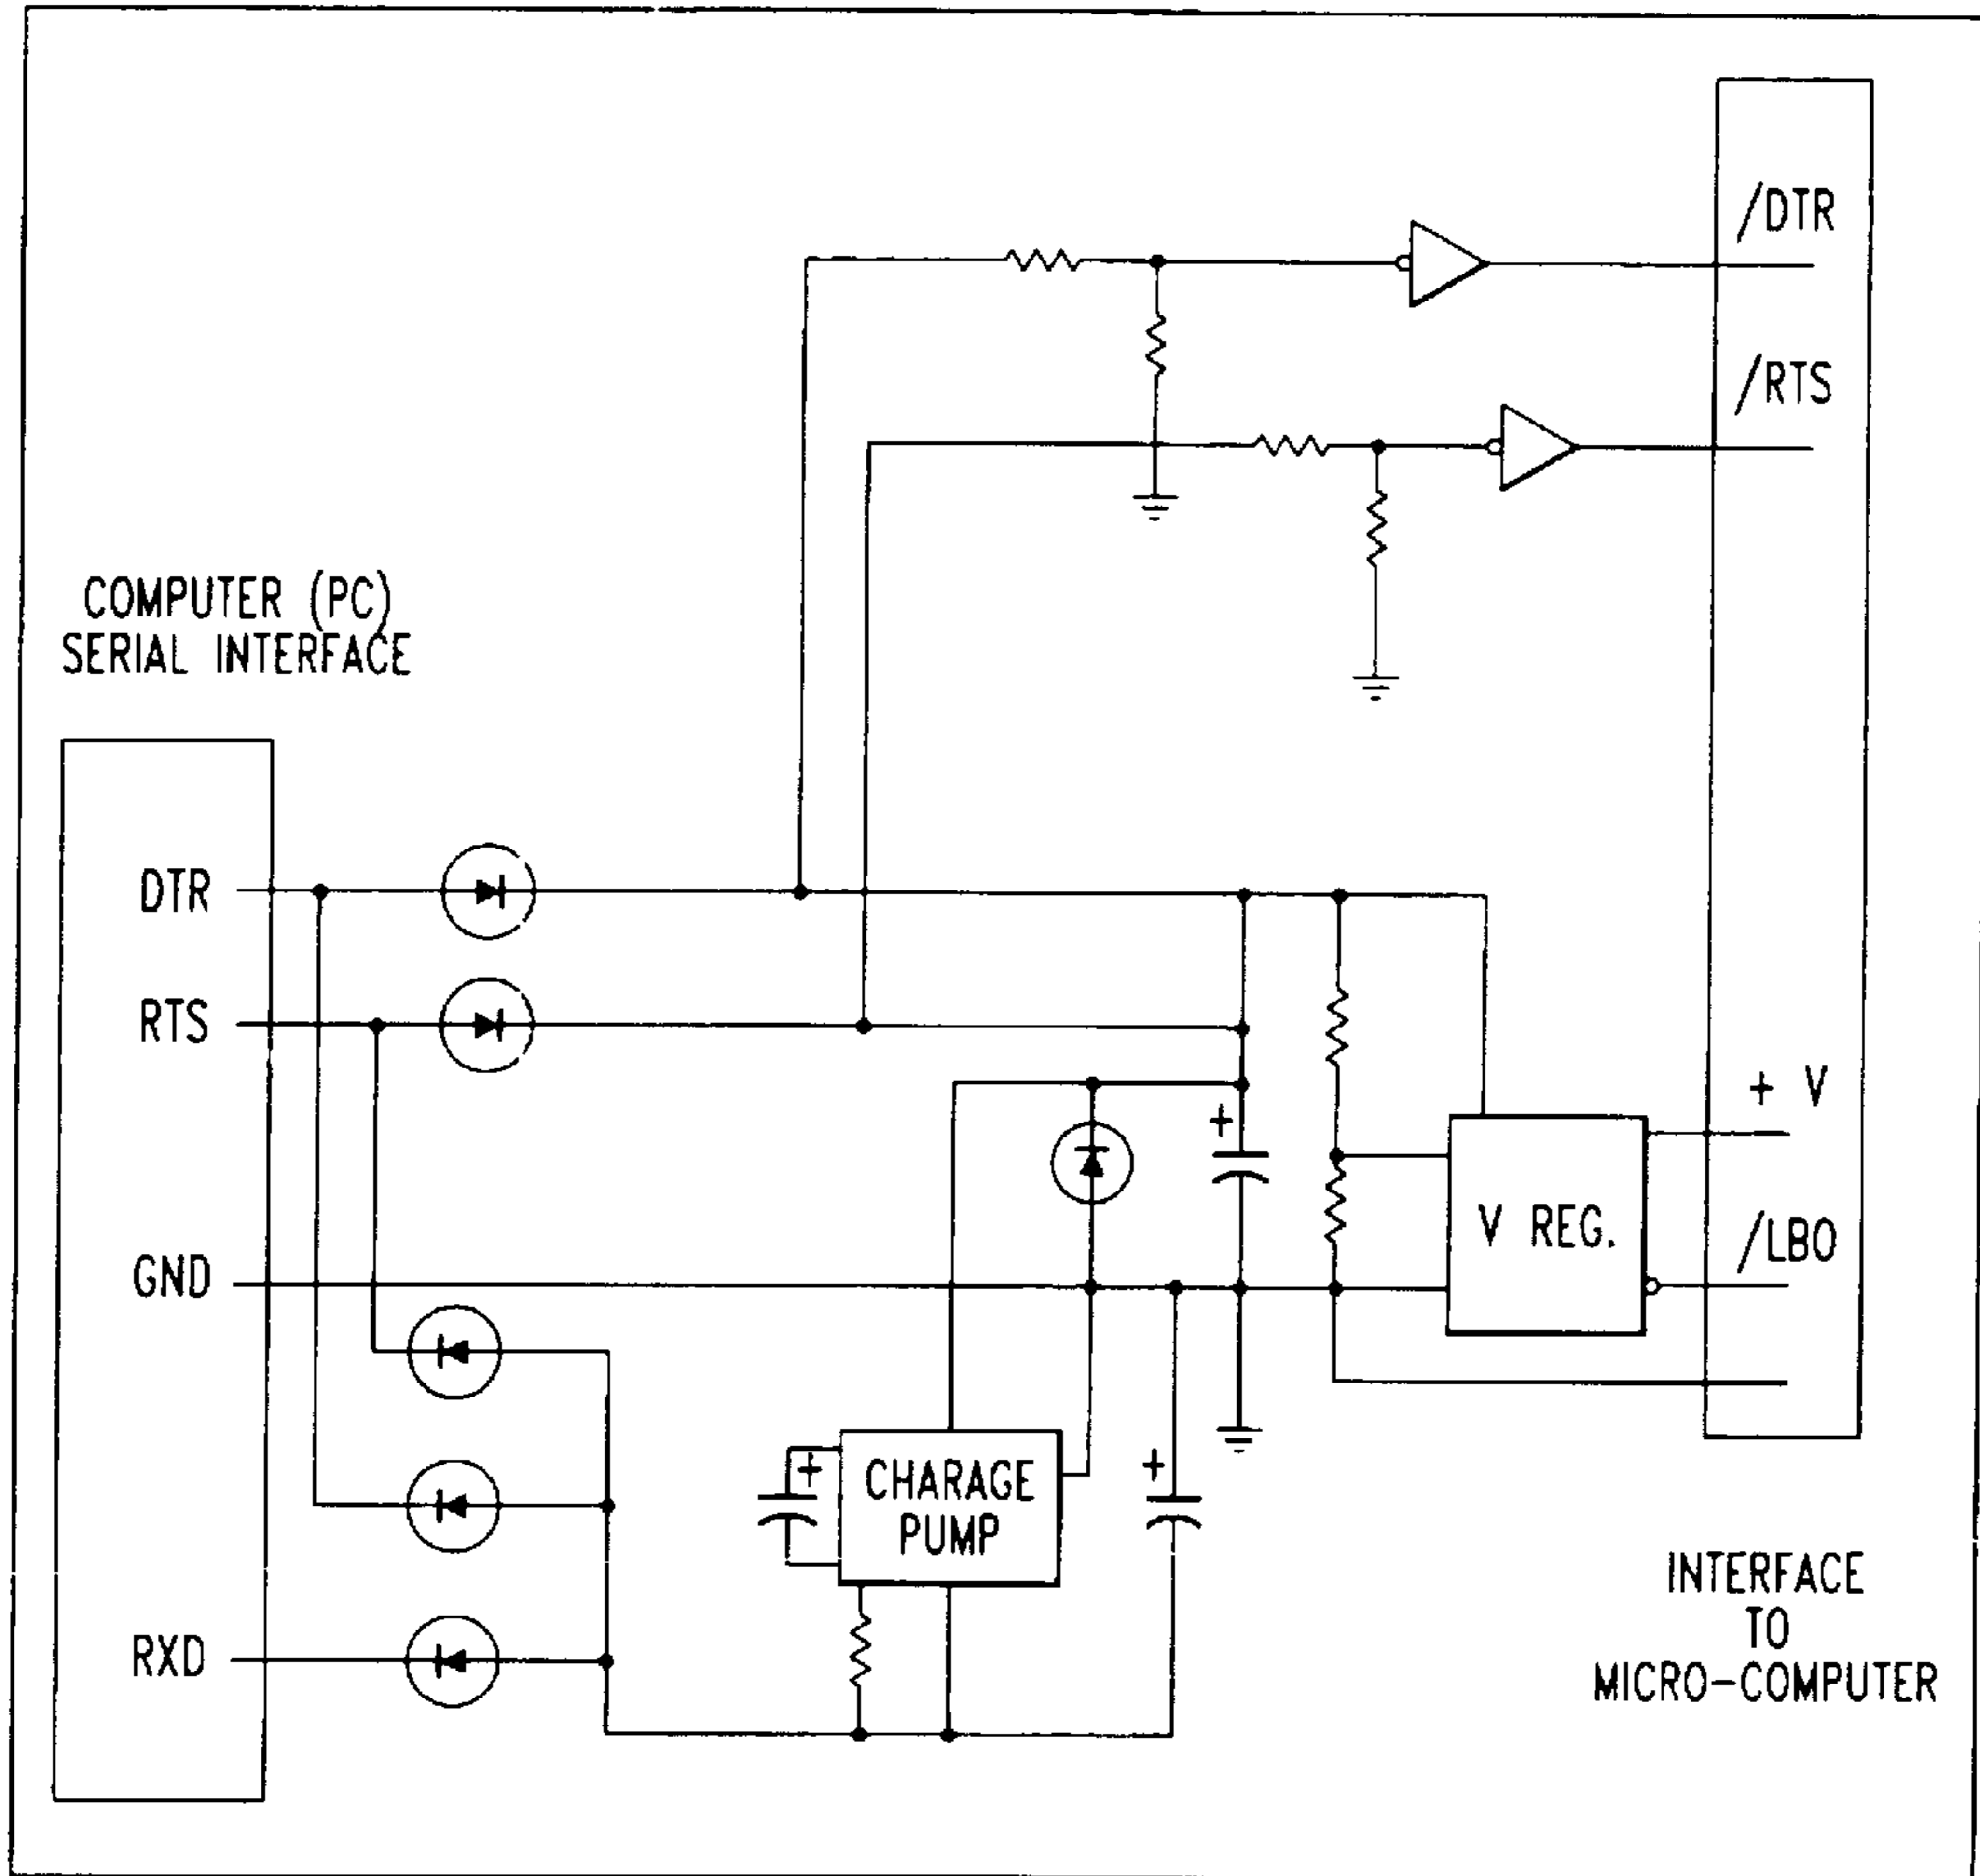 /DTR
/RTS
COMPUTER (PC)
SERIAL INTERFACE
DTR
RTS
GND
RXD
+
+ V
V REG.
/LBO
+
CHARAGE
PUMP
+
INTERFACE
TO
MICRO-COMPUTER